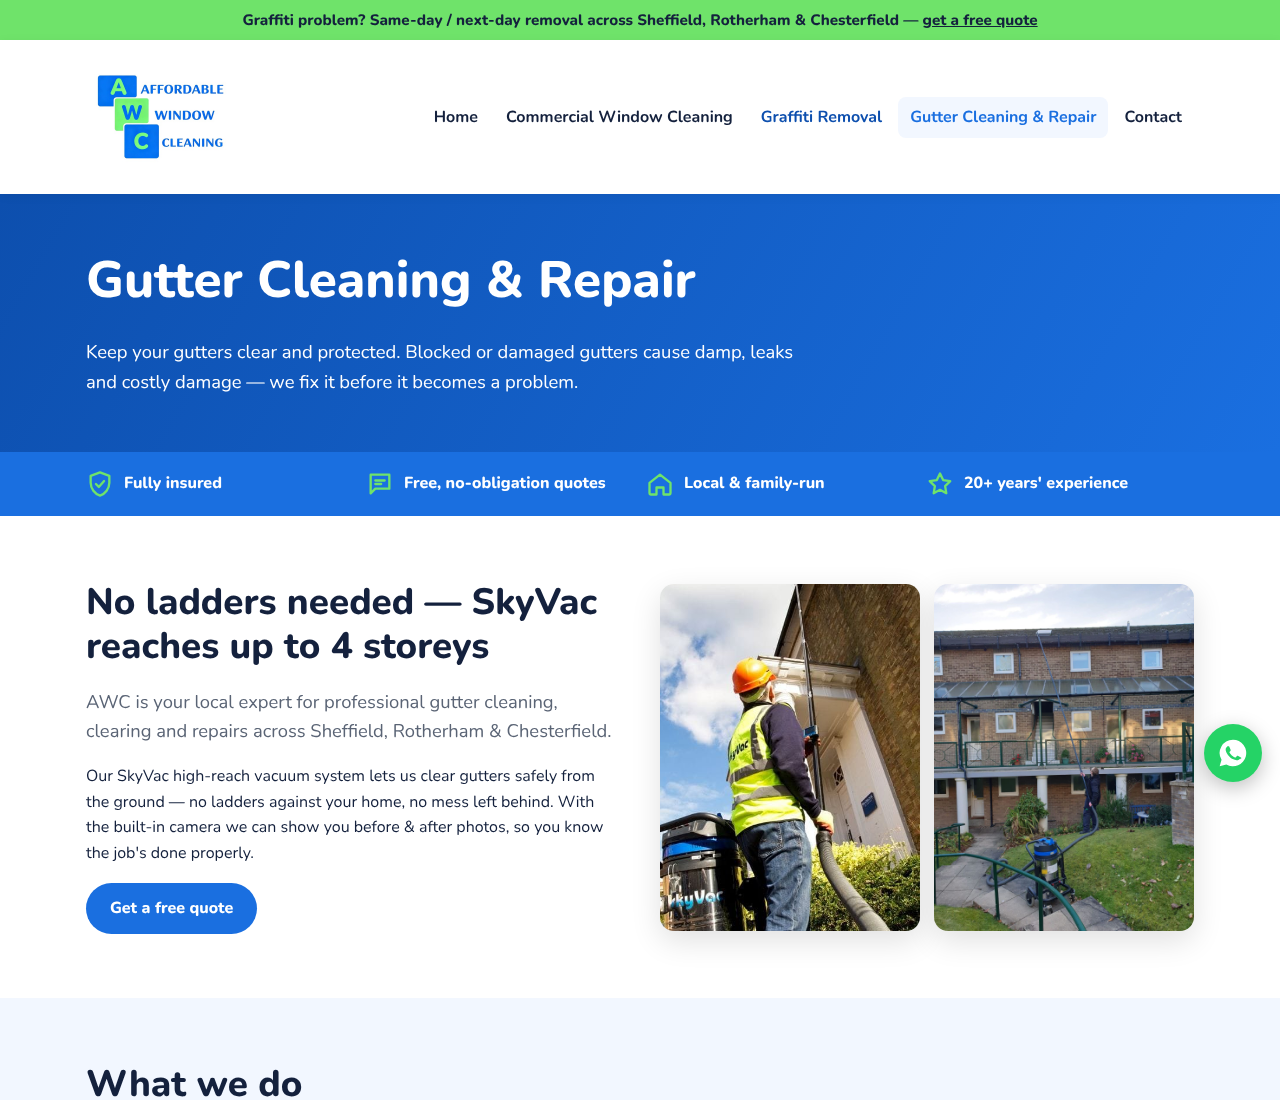 Graffiti problem? Same-day / next-day removal across Sheffield, Rotherham & Chesterfield — get a free quote
A AFFORDABLE
W WINDOW
C CLEANING
Home Commercial Window Cleaning Graffiti Removal Gutter Cleaning & Repair Contact
Gutter Cleaning & Repair
Keep your gutters clear and protected. Blocked or damaged gutters cause damp, leaks
and costly damage — we fix it before it becomes a problem.
Fully insured Free, no-obligation quotes Local & family-run 20+ years' experience
No ladders needed — SkyVac
reaches up to 4 storeys
AWC is your local expert for professional gutter cleaning,
clearing and repairs across Sheffield, Rotherham & Chesterfield.
Our SkyVac high-reach vacuum system lets us clear gutters safely from
the ground — no ladders against your home, no mess left behind. With
the built-in camera we can show you before & after photos, so you know
the job's done properly.
Get a free quote
SkyVac
What we do